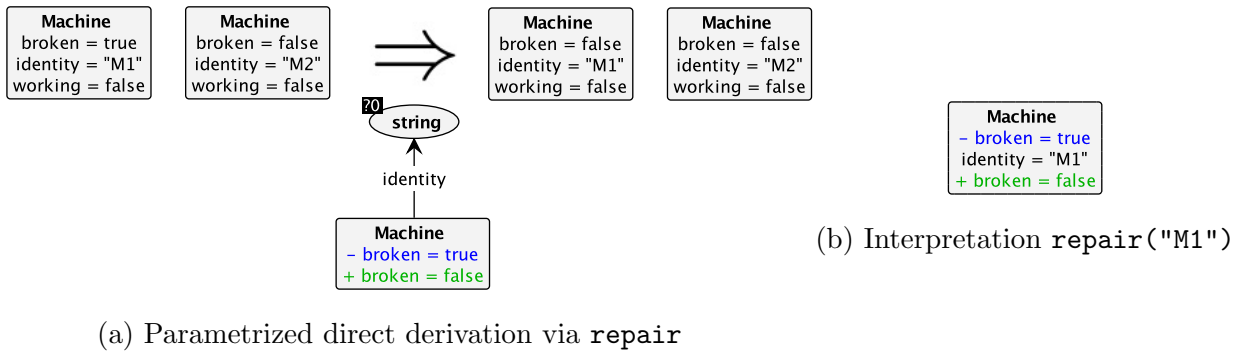 Machine
broken = true
identity = "M1"
working = false
Machine
broken = false
identity = "M2"
working = false
Machine
broken = false
identity = "M1"
working = false
Machine
broken = false
identity = "M2"
working = false
?0
string
identity
Machine
- broken = true
+ broken = false
(a) Parametrized direct derivation via repair
Machine
- broken = true
identity = "M1"
+ broken = false
(b) Interpretation repair("M1")